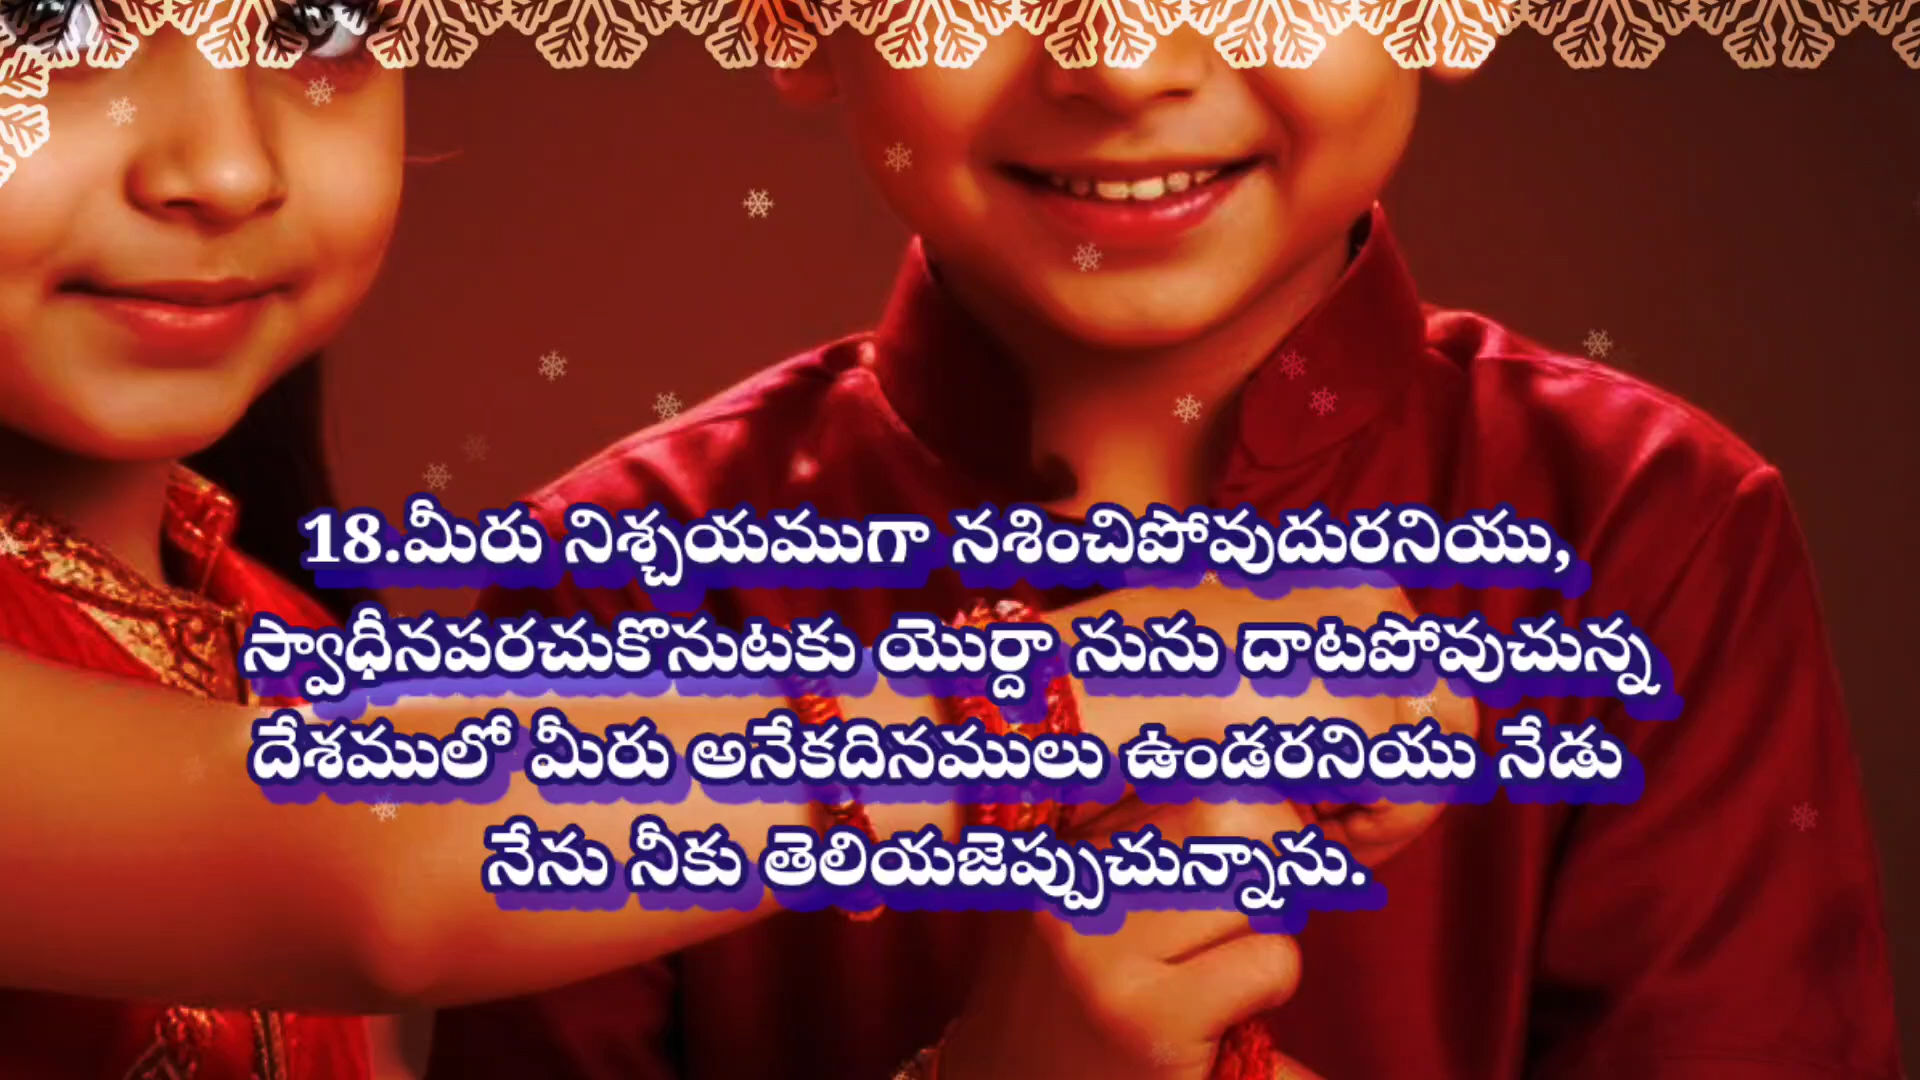 18.మీరు నిశ్చయముగా నశించిపోవుదురనియు,
స్వాధీనపరచుకొనుటకు యొర్దా నును దాటపోవుచున్న
దేశములో మీరు అనేకదినములు ఉండరనియు నేడు
నేను నీకు తెలియజెప్పుచున్నాను.